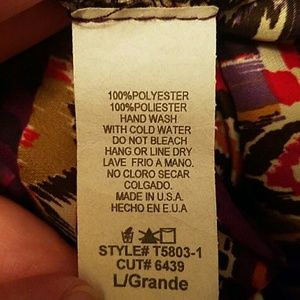 100%POLYESTER
100%POLIESTER
HAND WASH
WITH COLD WATER
DO NOT BLEACH
HANG OR LINE DRY
LAVE FRIO A MANO.
NO CLORO SECAR
COLGADO.
MADE IN U.S.A.
HECHO EN E.U.A
STYLE# T5803-1
CUT# 6439
L/Grande